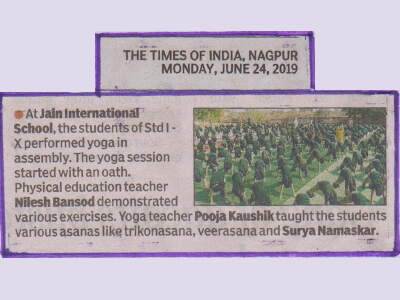 THE TIMES OF INDIA, NAGPUR
MONDAY, JUNE 24, 2019
At Jain International
School, the students of Std I -
X performed yoga in
assembly. The yoga session
started with an oath.
Physical education teacher
Nilesh Bansod demonstrated
various exercises. Yoga teacher Pooja Kaushik taught the students
various asanas like trikonasana, veerasana and Surya Namaskar.